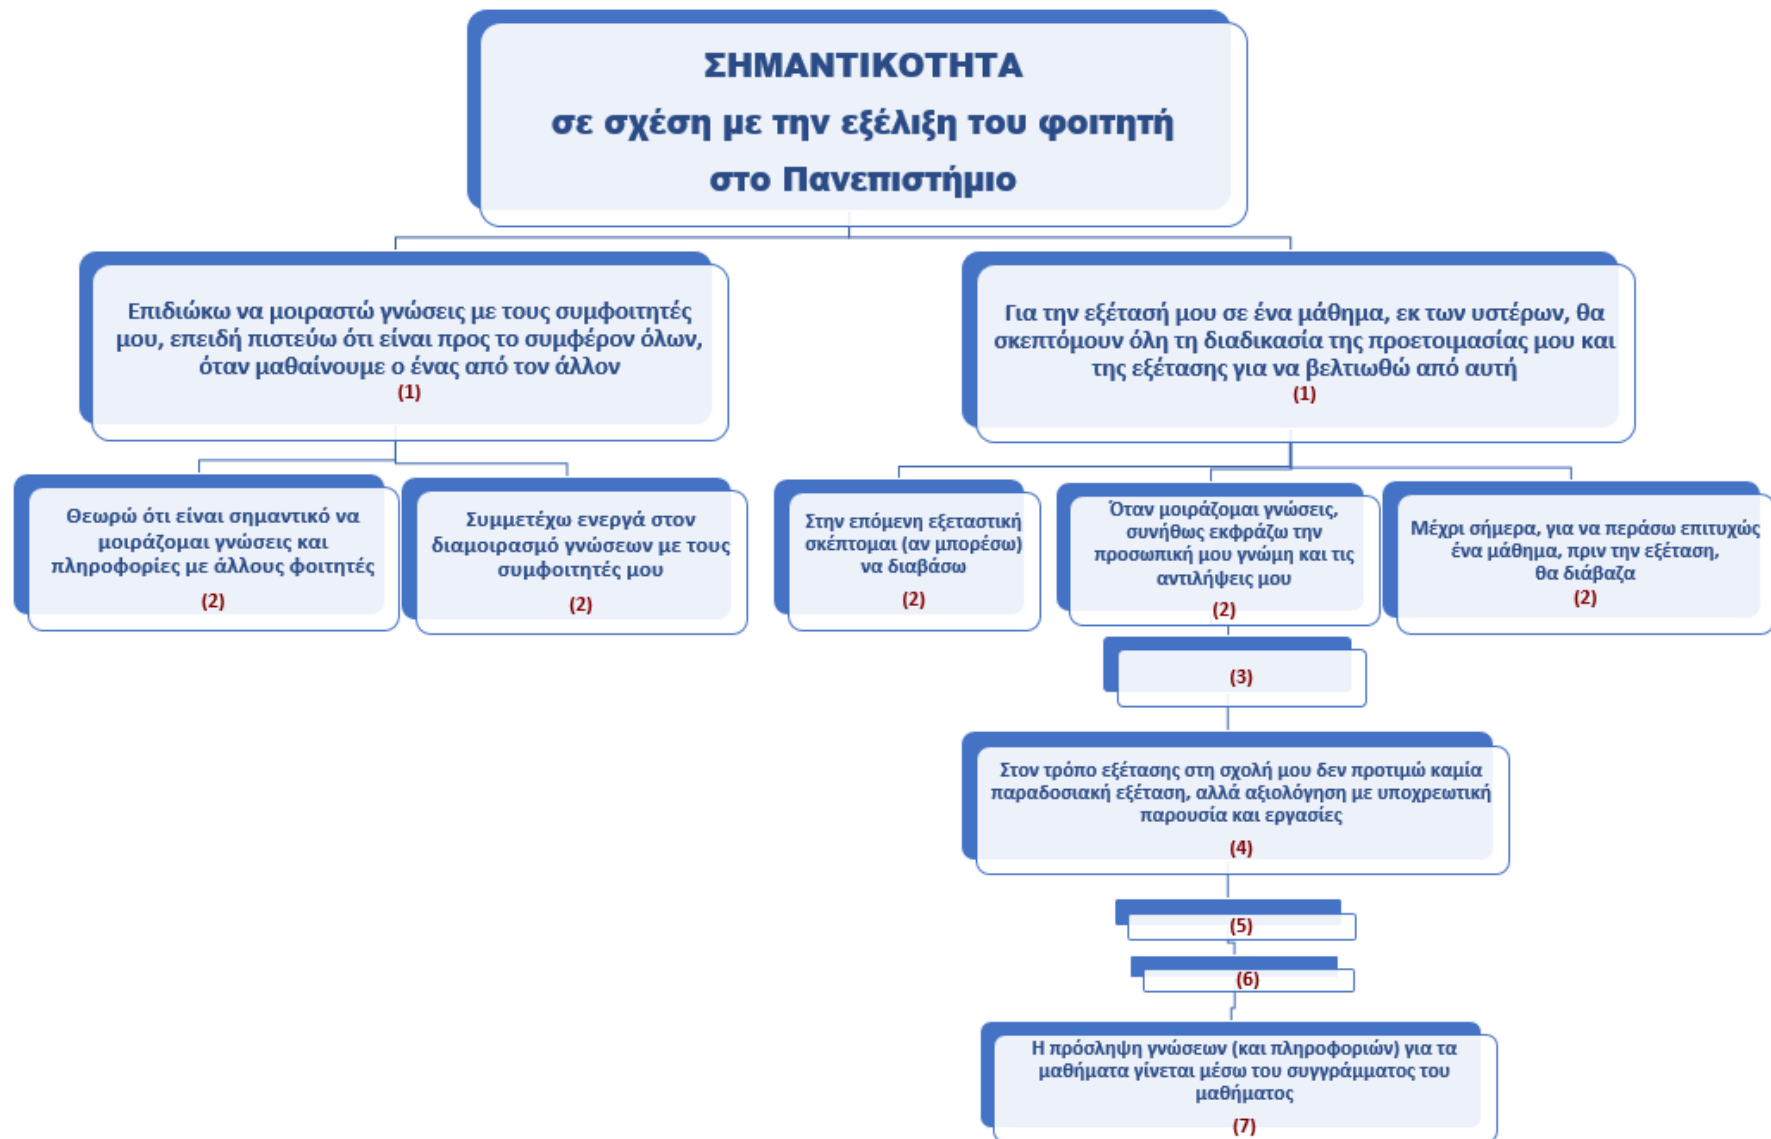 ΣΗΜΑΝΤΙΚΟΤΗΤΑ
σε σχέση με την εξέλιξη του φοιτητή
στο Πανεπιστήμιο
Επιδιώκω να μοιραστώ γνώσεις με τους συμφοιτητές
μου, επειδή πιστεύω ότι είναι προς το συμφέρον όλων,
όταν μαθαίνουμε ο ένας από τον άλλον
(1)
Για την εξέτασή μου σε ένα μάθημα, εκ των υστέρων, θα
σκεπτόμουν όλη τη διαδικασία της προετοιμασίας μου και
της εξέτασης για να βελτιωθώ από αυτή
(1)
Θεωρώ ότι είναι σημαντικό να
μοιράζομαι γνώσεις και
πληροφορίες με άλλους φοιτητές
(2)
Συμμετέχω ενεργά στον
διαμοιρασμό γνώσεων με τους
συμφοιτητές μου
(2)
Στην επόμενη εξεταστική
σκέπτομαι (αν μπορέσω)
να διαβάσω
(2)
Όταν μοιράζομαι γνώσεις,
συνήθως εκφράζω την
προσωπική μου γνώμη και τις
αντιλήψεις μου
(2)
Μέχρι σήμερα, για να περάσω επιτυχώς
ένα μάθημα, πριν την εξέταση,
θα διάβαζα
(2)
(3)
Στον τρόπο εξέτασης στη σχολή μου δεν προτιμώ καμία
παραδοσιακή εξέταση, αλλά αξιολόγηση με υποχρεωτική
παρουσία και εργασίες
(4)
(5)
(6)
Η πρόσληψη γνώσεων (και πληροφοριών) για τα
μαθήματα γίνεται μέσω του συγγράμματος του
μαθήματος
(7)